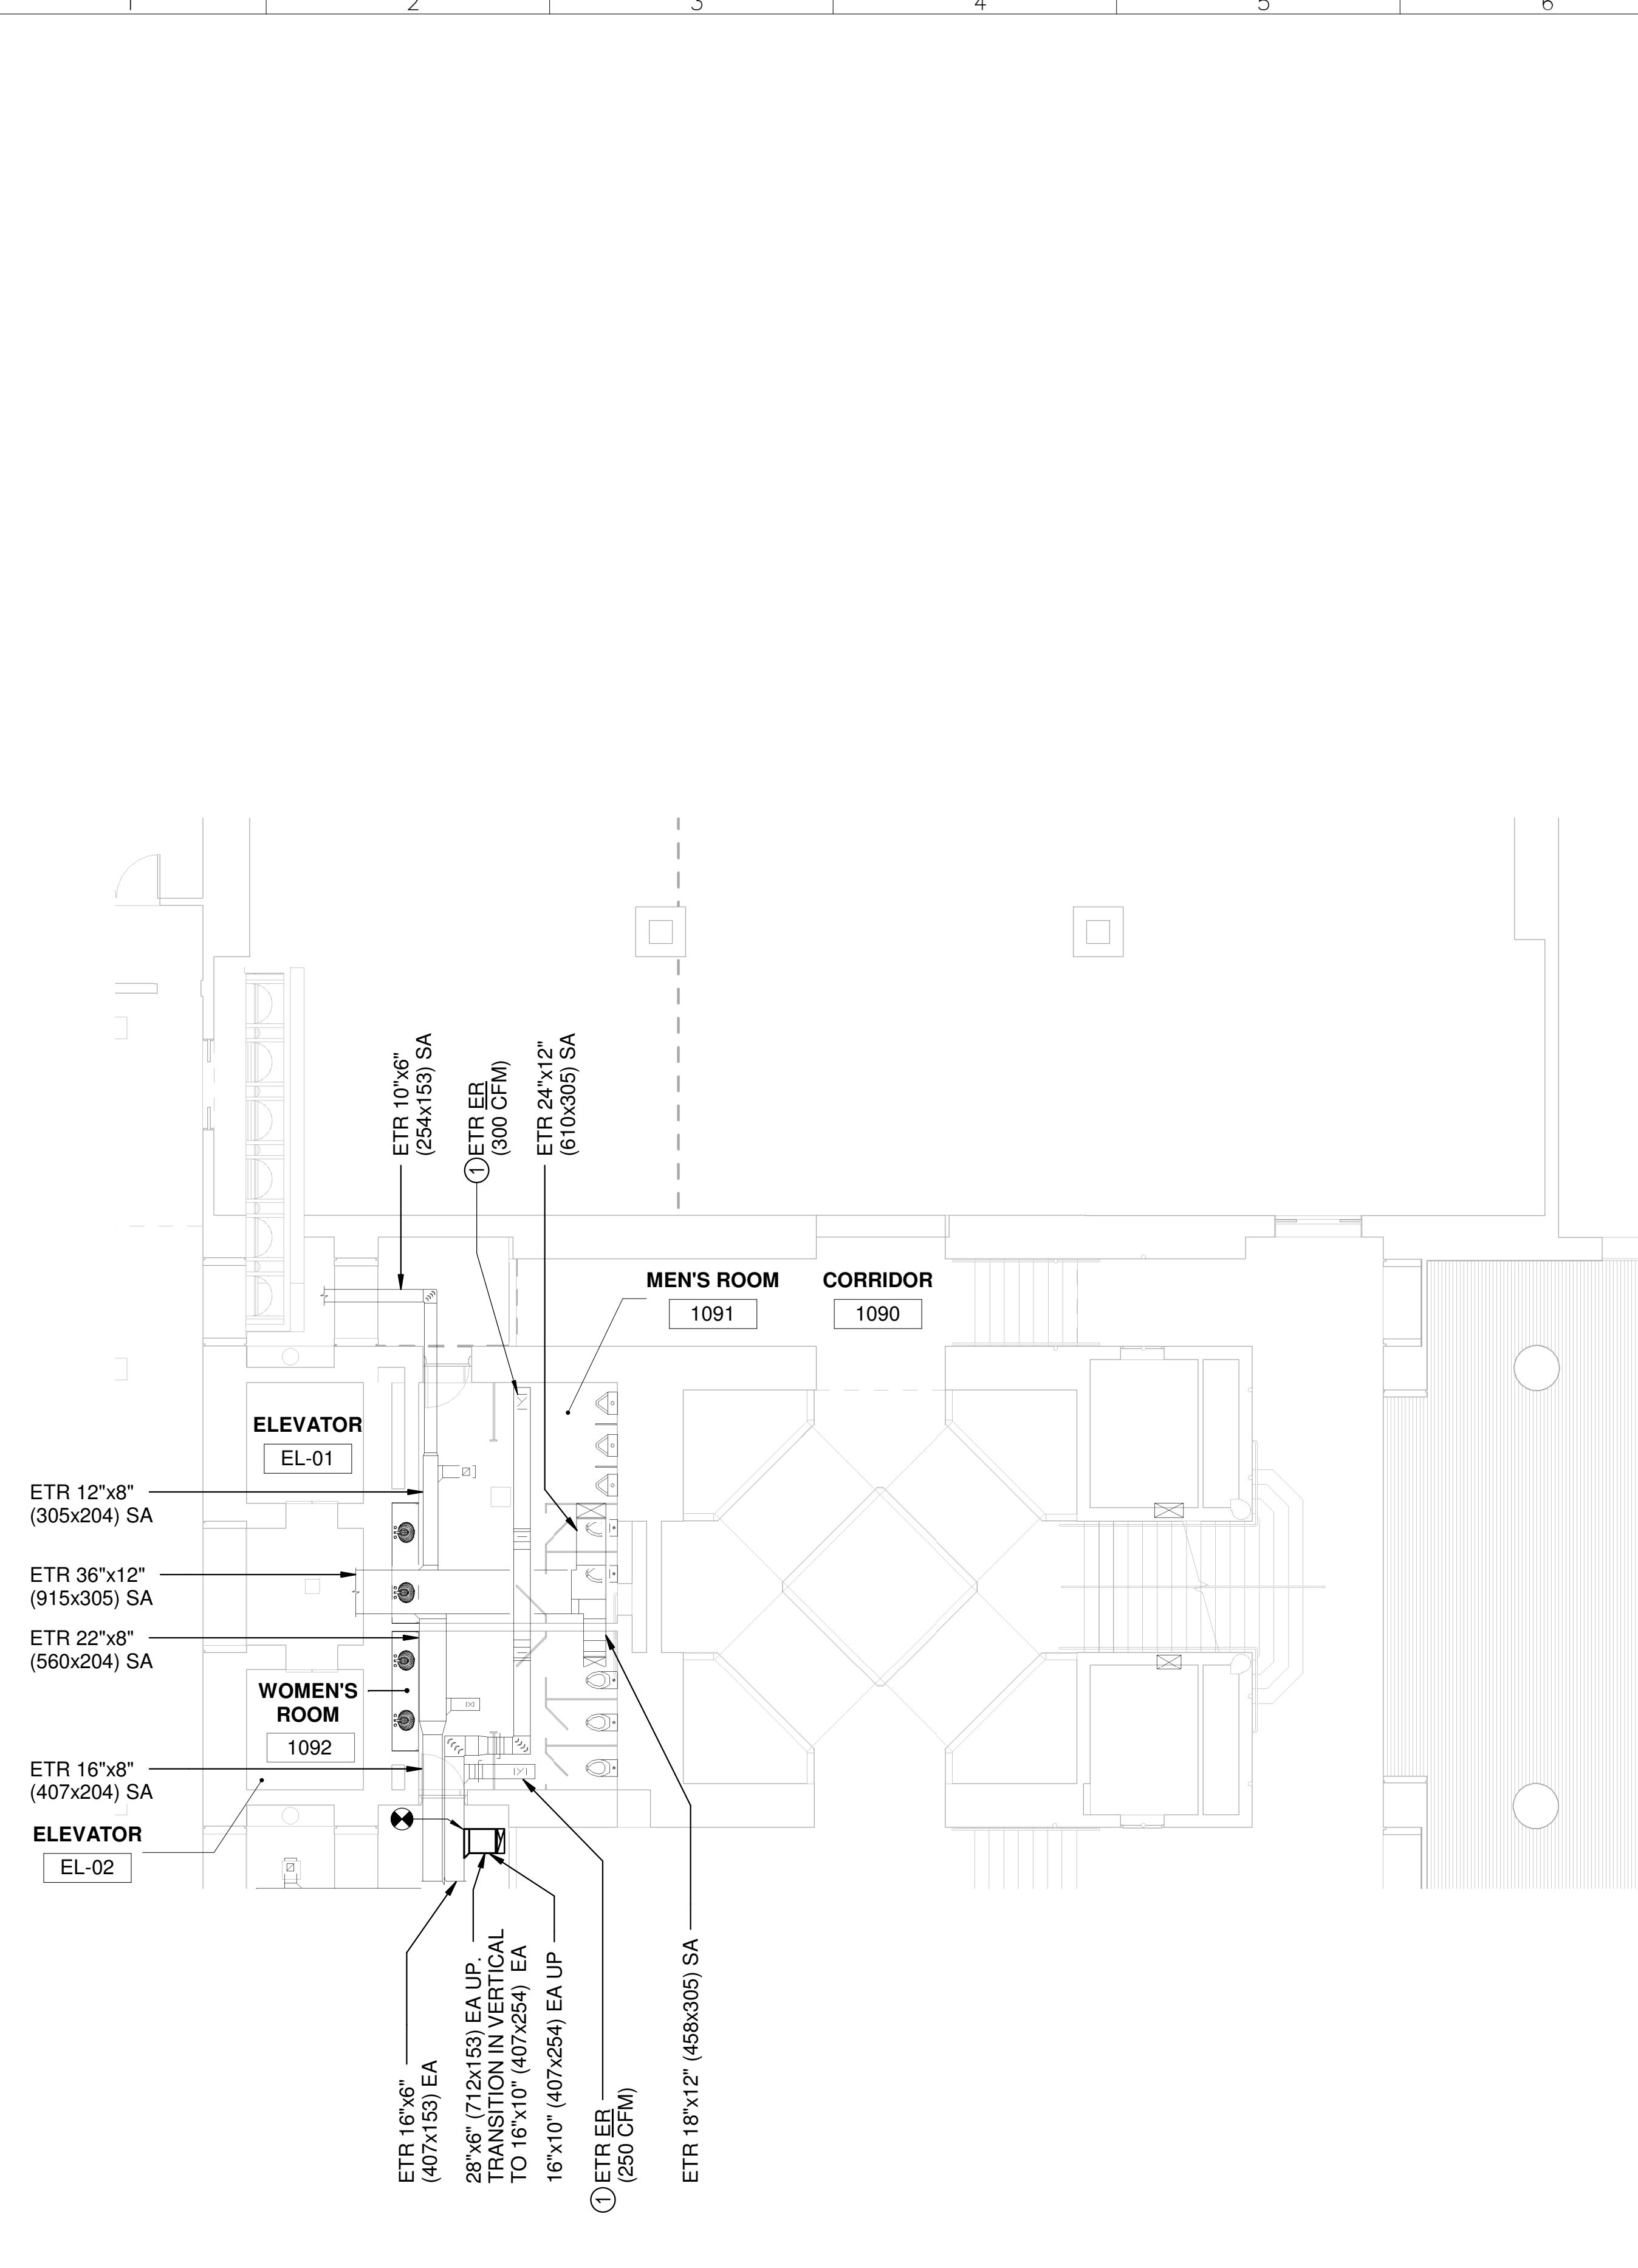 1 2 3 4 5 6
ETR 10"x6"
(254x153) SA
1
ETR ER
(300 CFM)
ETR 24"x12"
(610x305) SA
MEN'S ROOM
1091
CORRIDOR
1090
ELEVATOR
EL-01
ETR 12"x8"
(305x204) SA
ETR 36"x12"
(915x305) SA
ETR 22"x8"
(560x204) SA
WOMEN'S
ROOM
1092
ETR 16"x8"
(407x204) SA
ELEVATOR
EL-02
ETR 16"x6"
(407x153) EA
28"x6" (712x153) EA UP.
TRANSITION IN VERTICAL
TO 16"x10" (407x254) EA
16"x10" (407x254) EA UP
1
ETR ER
(250 CFM)
ETR 18"x12" (458x305) SA